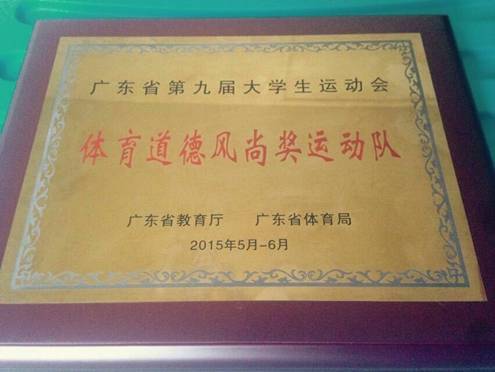 广东省第九届大学生运动会
体育道德风尚奖运动队
广东省教育厅 广东省体育局
2015年5月-6月